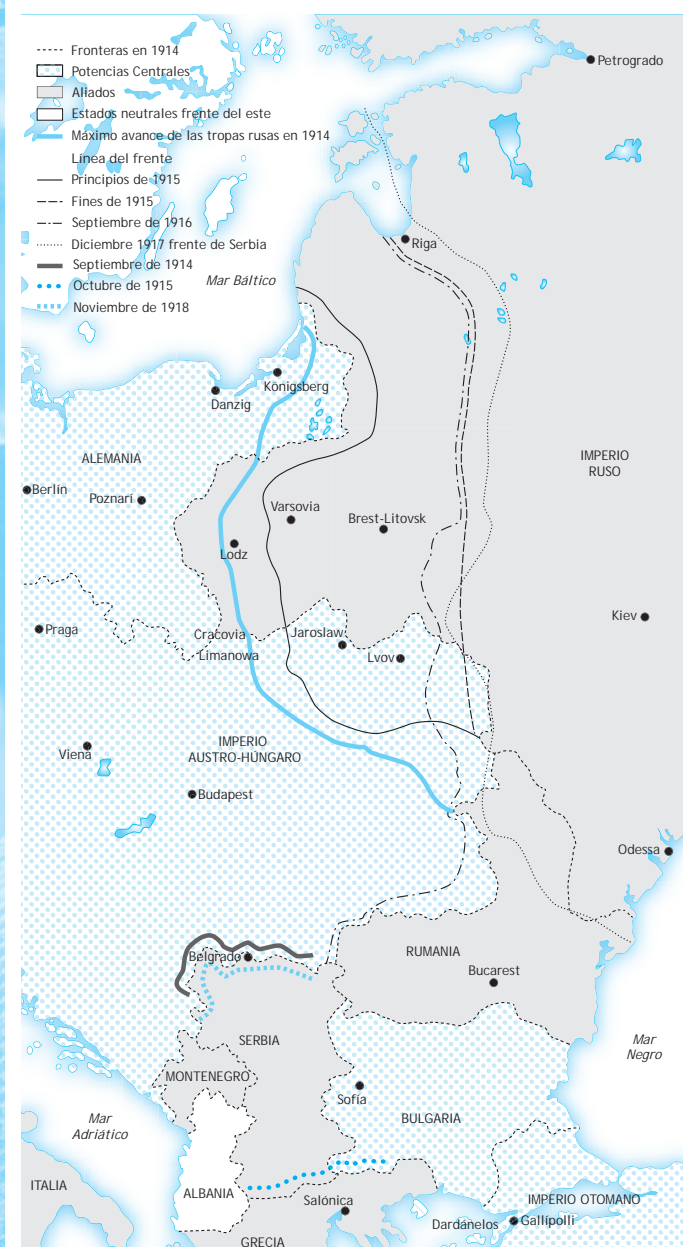 Fronteras en 1914
Potencias Centrales
Aliados
Estados neutrales frente del este
Máximo avance de las tropas rusas en 1914
Línea del frente
Principios de 1915
Fines de 1915
Septiembre de 1916
Diciembre 1917 frente de Serbia
Septiembre de 1914
Octubre de 1915
Noviembre de 1918
Petrogrado
Riga
Mar Báltico
Königsberg
Danzig
ALEMANIA
IMPERIO
RUSO
Berlín
Poznarí
Varsovia
Brest-Litovsk
Lodz
Kiev
Praga
Cracovia
Jaroslaw
Limanowa
Lvov
IMPERIO
AUSTRO-HÚNGARO
Viena
Budapest
Odessa
Belgrado
RUMANIA
Bucarest
SERBIA
Mar
Negro
MONTENEGRO
Sofía
BULGARIA
Mar
Adriático
ITALIA
ALBANIA
Salónica
IMPERIO OTOMANO
Dardanelos
Gallípolli
GRECIA